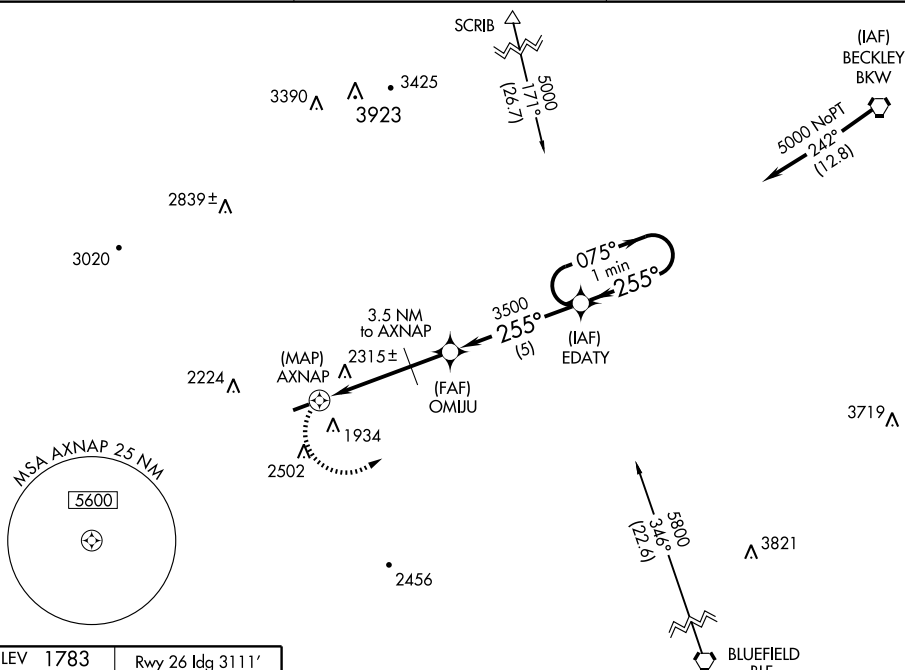 SCRIB
5000
171°
(26.7)
(IAF)
BECKLEY
BKW
5000 NoPT
242°
(12.8)
3390
3425
3923
2839±
3020
075°
1 min
255°
3500
255°
(5)
(IAF)
EDATY
3.5 NM
to AXNAP
(MAP)
AXNAP
2315±
(FAF)
OMIJU
2224
1934
2502
3719
MSA AXNAP 25 NM
5600
5800
346°
(22.6)
3821
2456
BLUEFIELD
LEV 1783
Rwy 26 ldg 3111'